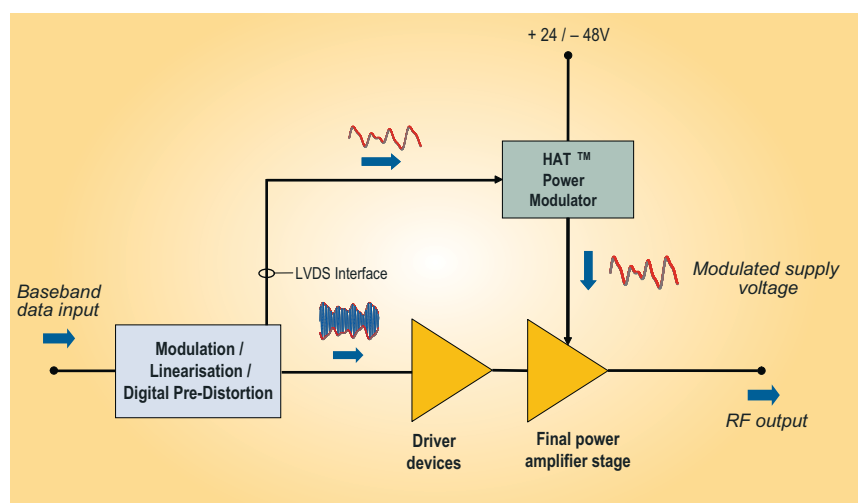 + 24 / – 48V
HAT ™
Power
Modulator
LVDS Interface
Modulated supply
voltage
Baseband
data input
Modulation /
Linearisation /
Digital Pre-Distortion
Driver
devices
Final power
amplifier stage
RF output